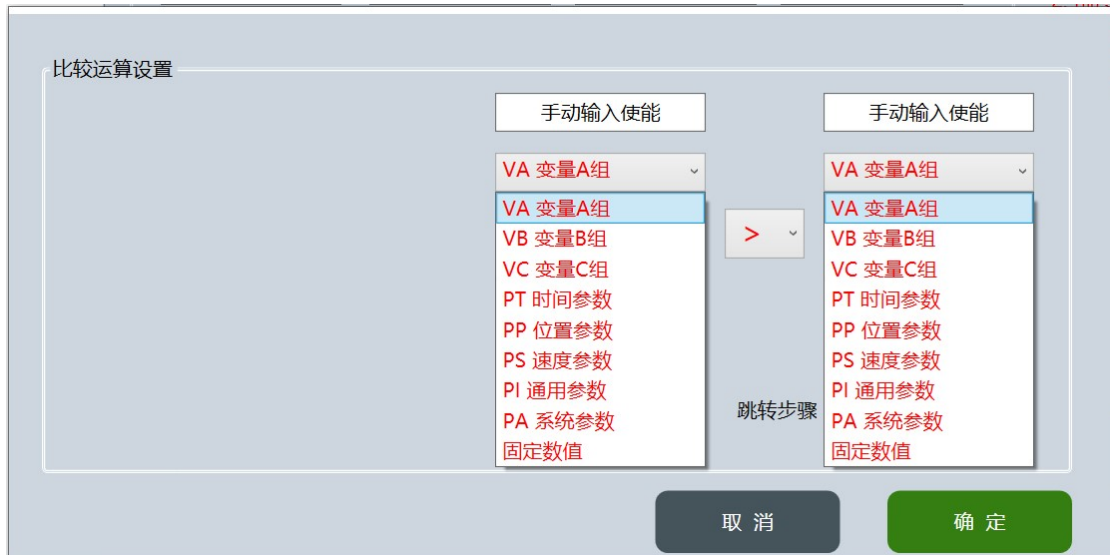 比较运算设置
手动输入使能 手动输入使能
VA 变量A组 VA 变量A组
VA 变量A组 VA 变量A组
VB 变量B组 > VB 变量B组
VC 变量C组 VC 变量C组
PT 时间参数 PT 时间参数
PP 位置参数 PP 位置参数
PS 速度参数 PS 速度参数
PI 通用参数 PI 通用参数
PA 系统参数 跳转步骤 PA 系统参数
固定数值 固定数值
取 消 确 定